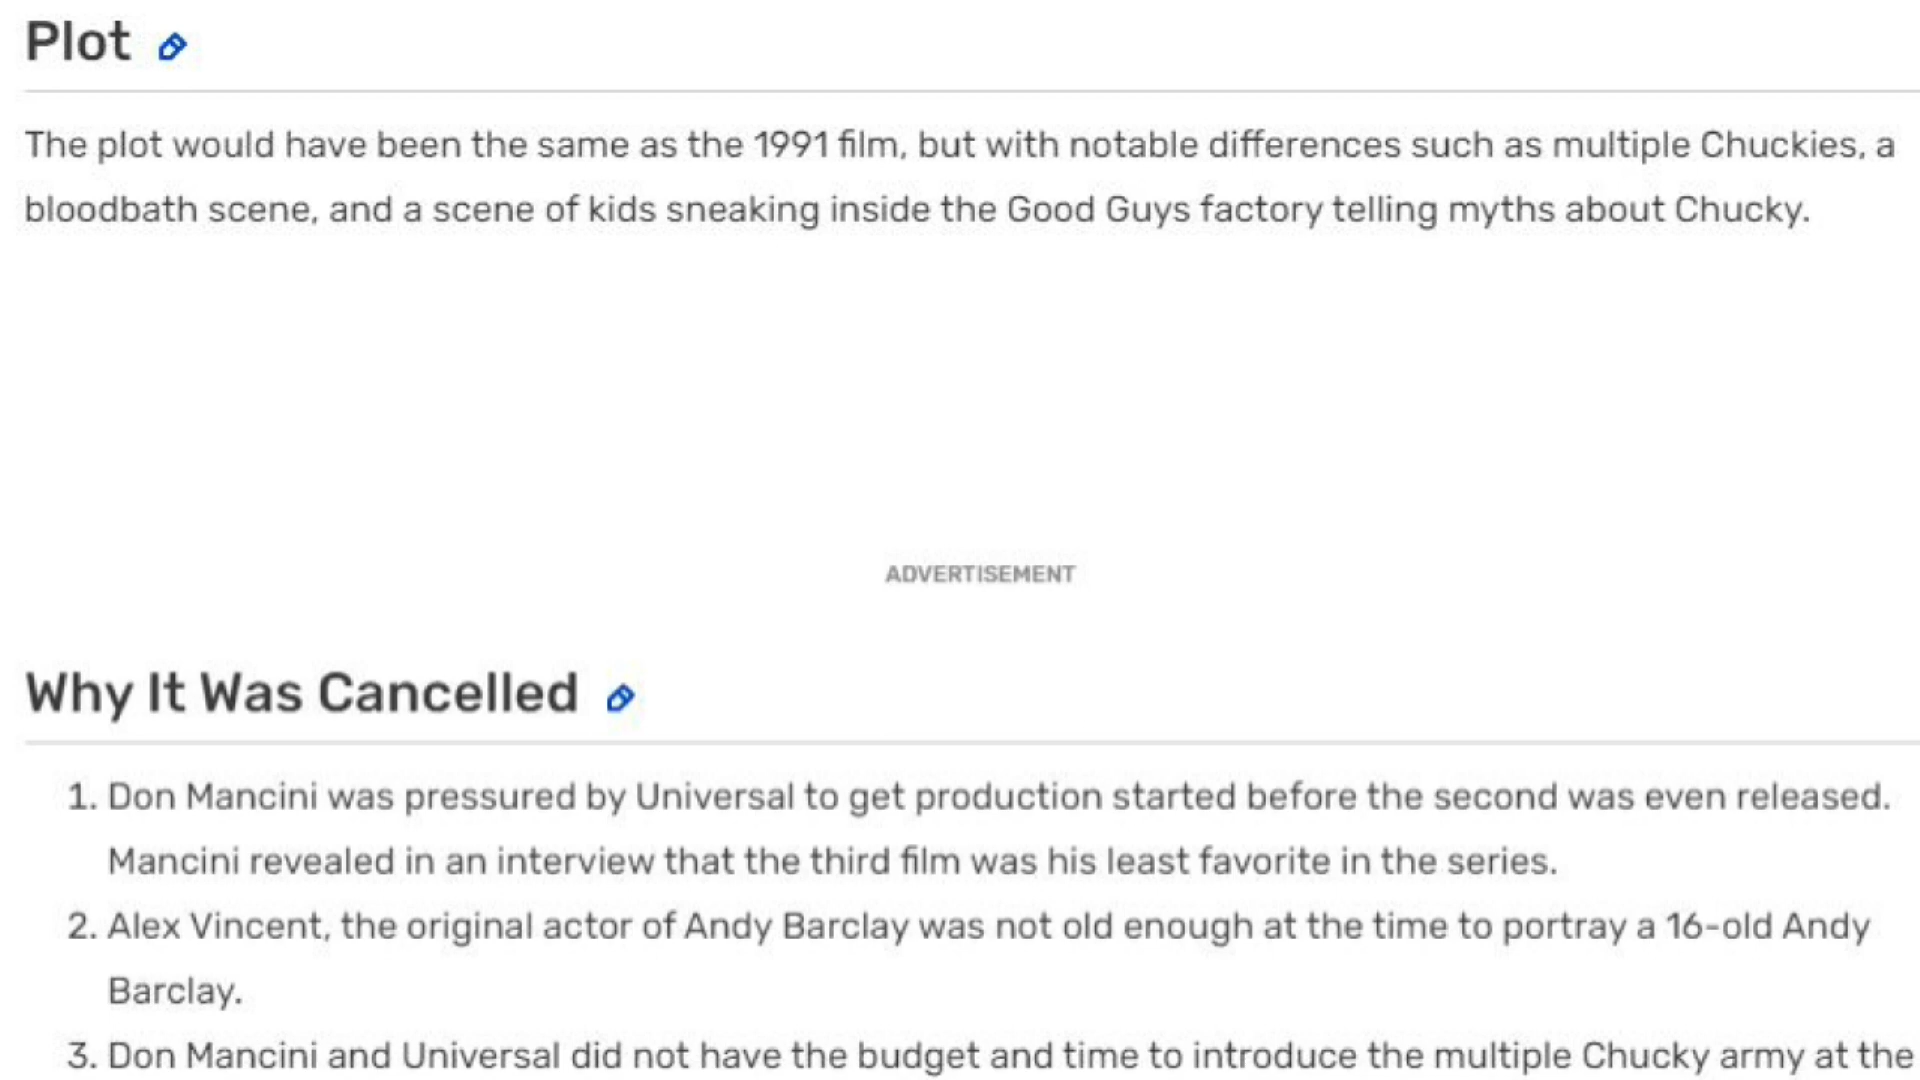 Plot
The plot would have been the same as the 1991 film, but with notable differences such as multiple Chuckies, a
bloodbath scene, and a scene of kids sneaking inside the Good Guys factory telling myths about Chucky.
ADVERTISEMENT
Why It Was Cancelled
1. Don Mancini was pressured by Universal to get production started before the second was even released.
Mancini revealed in an interview that the third film was his least favorite in the series.
2. Alex Vincent, the original actor of Andy Barclay was not old enough at the time to portray a 16-old Andy
Barclay.
3. Don Mancini and Universal did not have the budget and time to introduce the multiple Chucky army at the